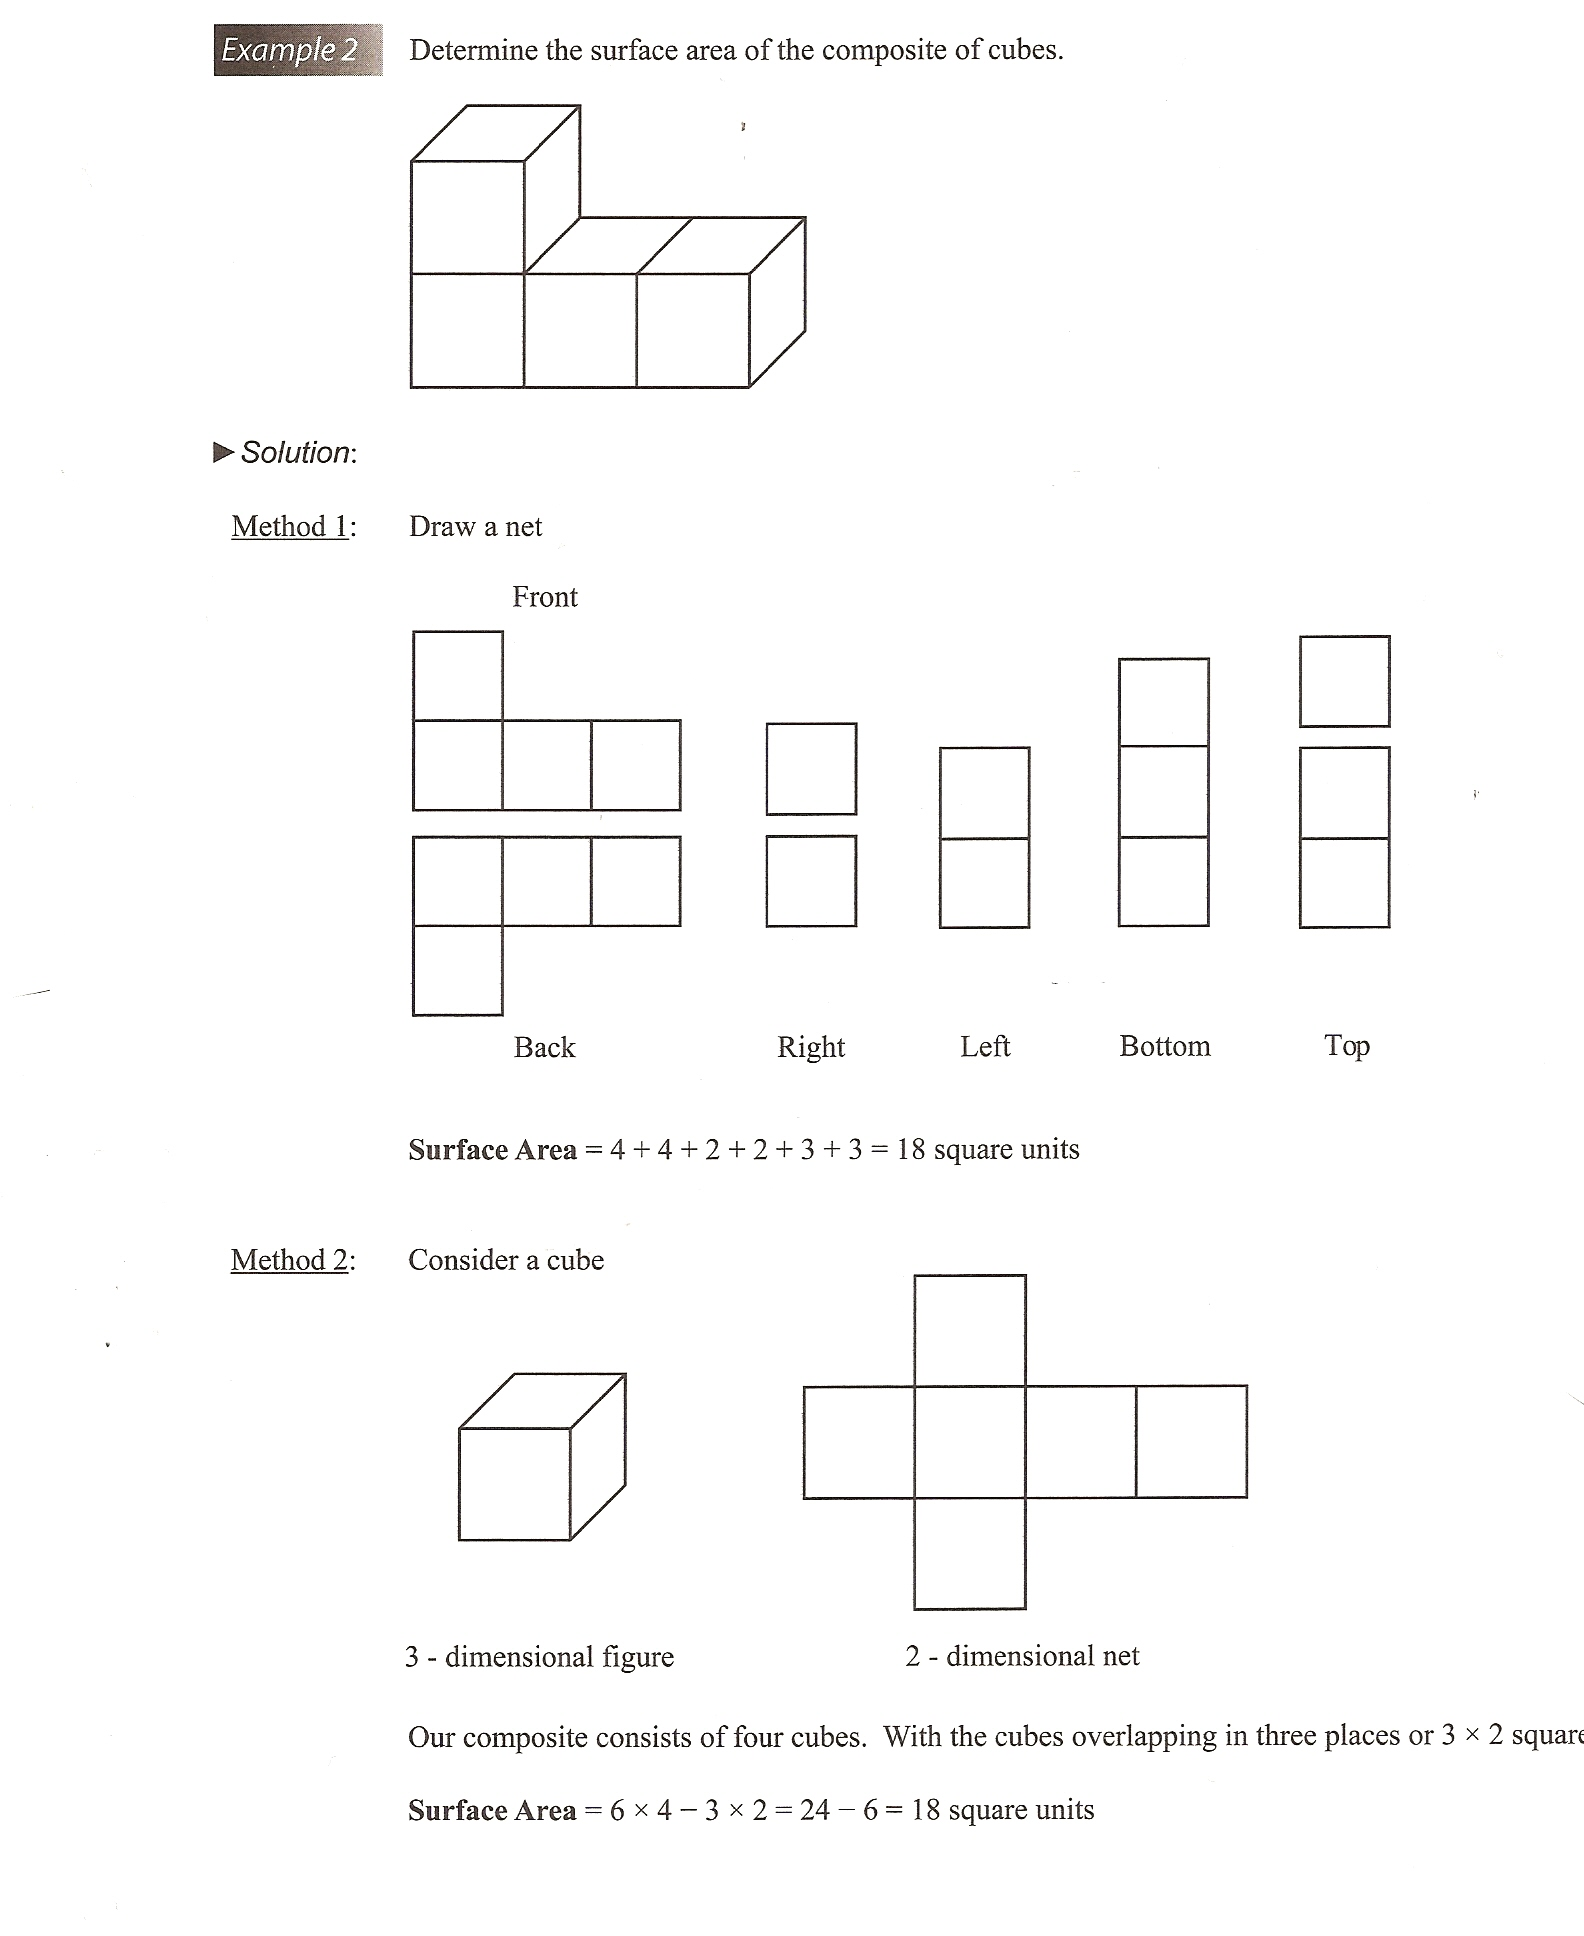 Example 2 Determine the surface area of the composite of cubes.
Solution:
Method 1: Draw a net
Front
Back Right Left Bottom Top
Surface Area = 4 + 4 + 2 + 2 + 3 + 3 = 18 square units
Method 2: Consider a cube
3 - dimensional figure 2 - dimensional net
Our composite consists of four cubes. With the cubes overlapping in three places or 3 × 2 square
Surface Area = 6 × 4 − 3 × 2 = 24 − 6 = 18 square units